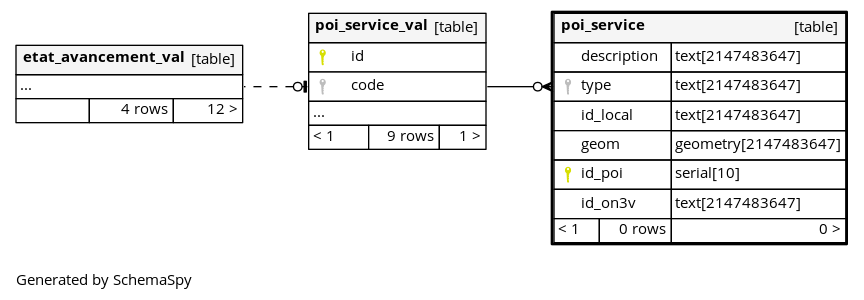 etat_avancement_val [table]
...
4 rows 12 >
poi_service_val [table]
id
code
...
< 1 9 rows 1 >
poi_service [table]
description text[2147483647]
type text[2147483647]
id_local text[2147483647]
geom geometry[2147483647]
id_poi serial[10]
id_on3v text[2147483647]
< 1 0 rows 0 >
Generated by SchemaSpy